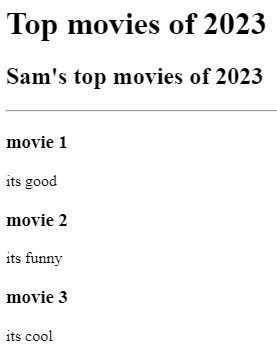 Top movies of 2023
Sam's top movies of 2023
movie 1
its good
movie 2
its funny
movie 3
its cool